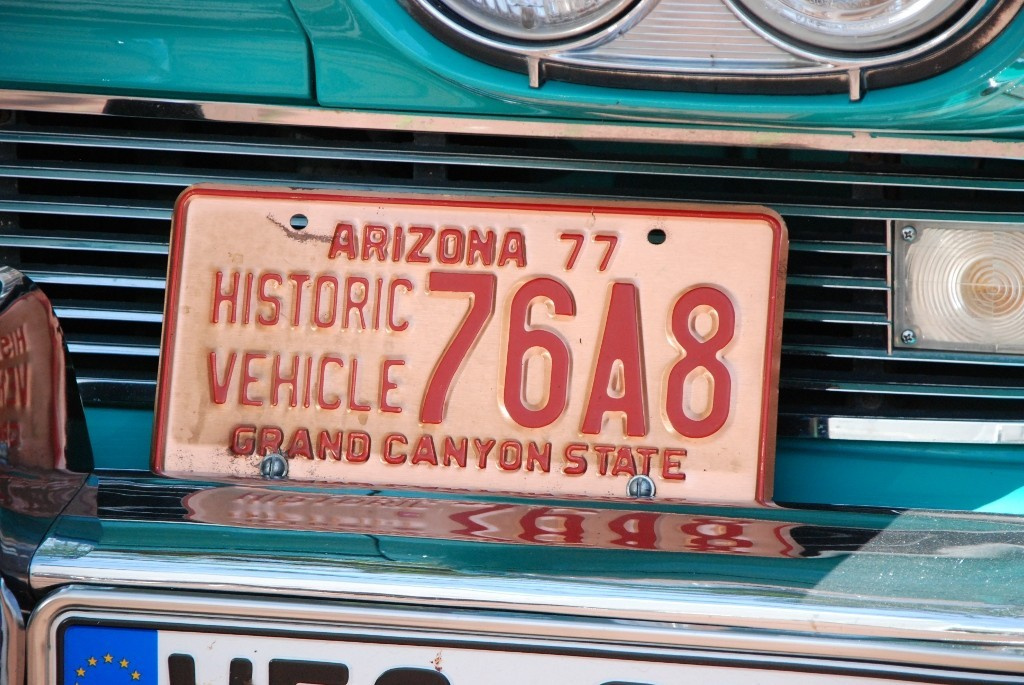 ARIZONA 77
HISTORIC
VEHICLE
76A8
GRAND CANYON STATE